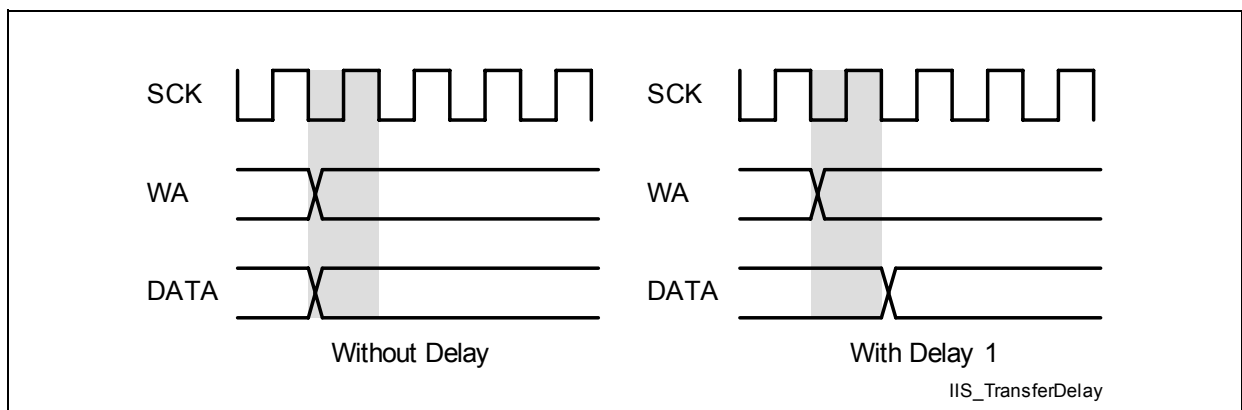 SCK
WA
DATA
Without Delay
SCK
WA
DATA
With Delay 1
IIS_TransferDelay